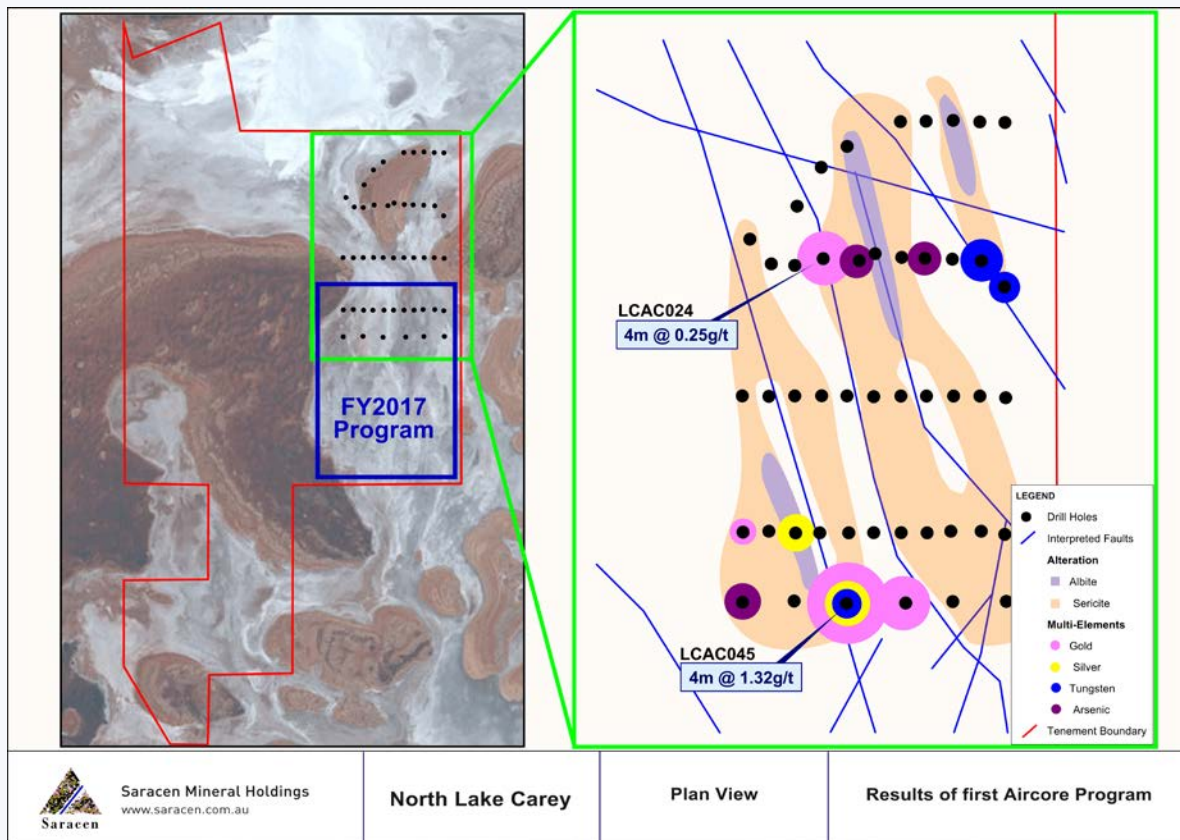 FY2017
Program
LCAC024
4m @ 0.25g/t
LCAC045
4m @ 1.32g/t
LEGEND
Drill Holes
Interpreted Faults
Alteration
Albite
Sericite
Multi-Elements
Gold
Silver
Tungsten
Arsenic
Tenement Boundary
Saracen
Saracen Mineral Holdings
www.saracen.com.au
North Lake Carey
Plan View
Results of first Aircore Program